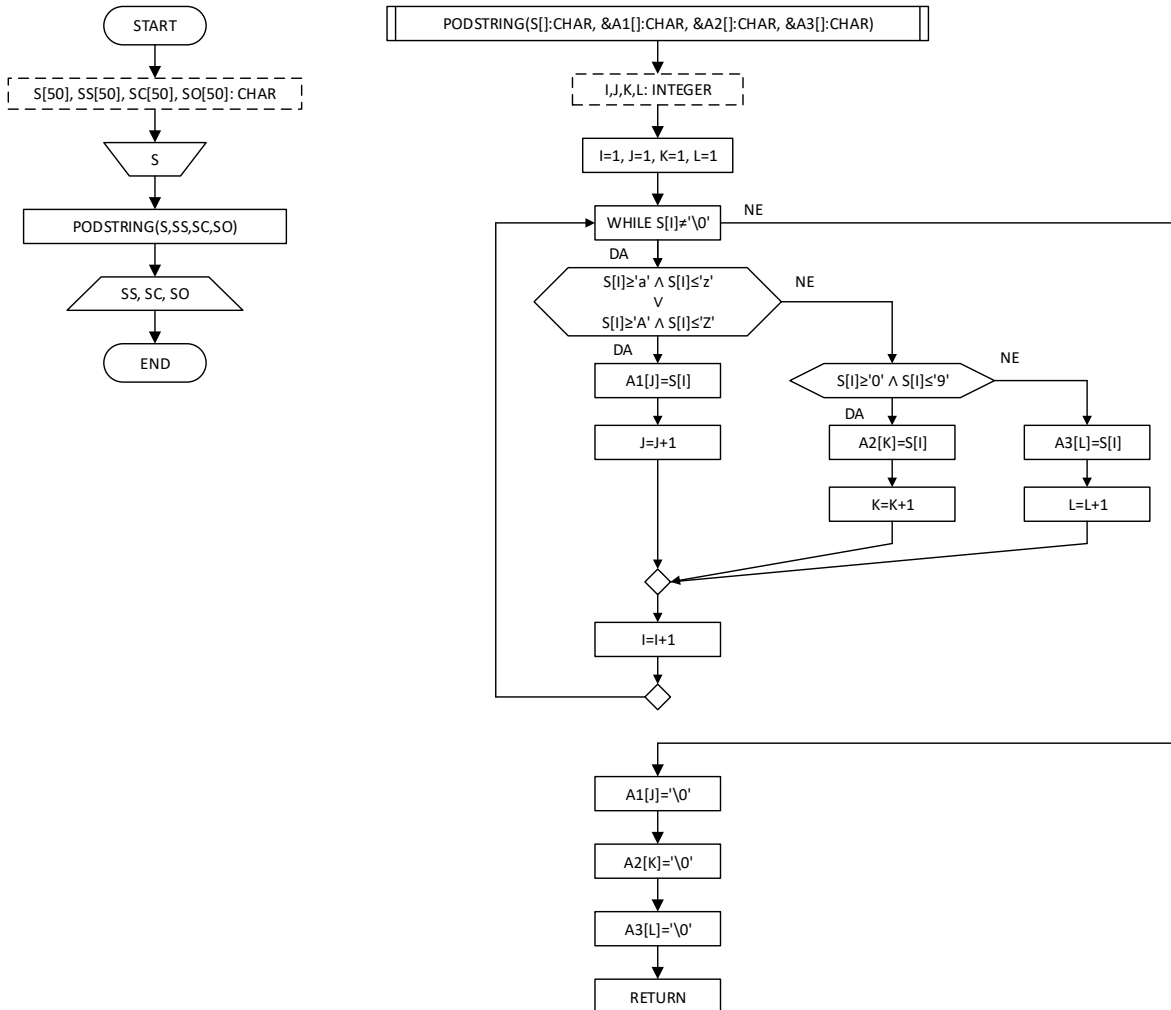 START
S[50], SS[50], SC[50], SO[50]: CHAR
S
PODSTRING(S,SS,SC,SO)
SS, SC, SO
END
PODSTRING(S[]:CHAR, &A1[]:CHAR, &A2[]:CHAR, &A3[]:CHAR)
I,J,K,L: INTEGER
I=1, J=1, K=1, L=1
WHILE S[I]≠'\0'
NE
DA
S[I]≥'a' ∧ S[I]≤'z'
∨
S[I]≥'A' ∧ S[I]≤'Z'
NE
DA
A1[J]=S[I]
J=J+1
S[I]≥'0' ∧ S[I]≤'9'
NE
DA
A2[K]=S[I]
K=K+1
A3[L]=S[I]
L=L+1
I=I+1
A1[J]='\0'
A2[K]='\0'
A3[L]='\0'
RETURN